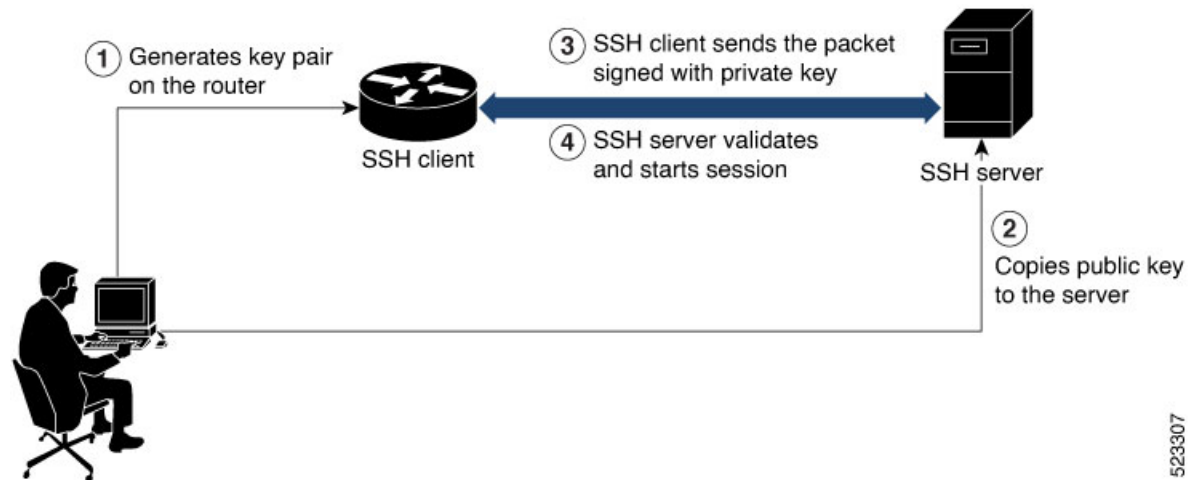 1 Generates key pair
on the router
SSH client
3 SSH client sends the packet
signed with private key
4 SSH server validates
and starts session
SSH server
2
Copies public key
to the server
523307